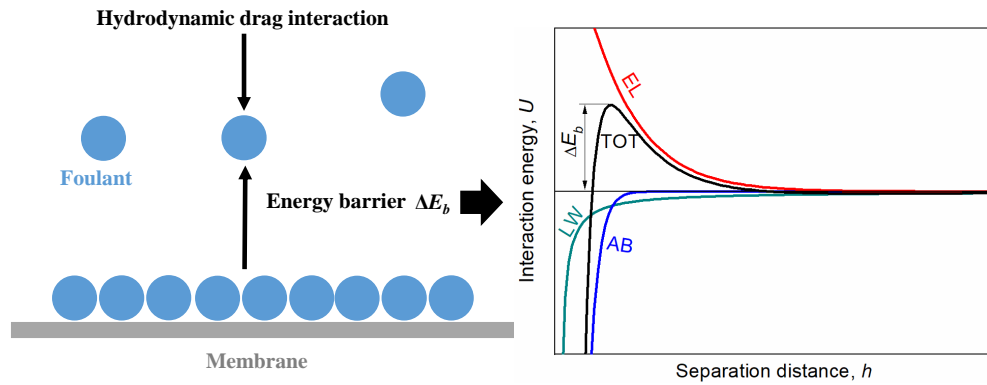 Hydrodynamic drag interaction
Foulant
Energy barrier ΔE_b
Membrane
Interaction energy, U
ΔE_b
EL
TOT
LW
AB
Separation distance, h